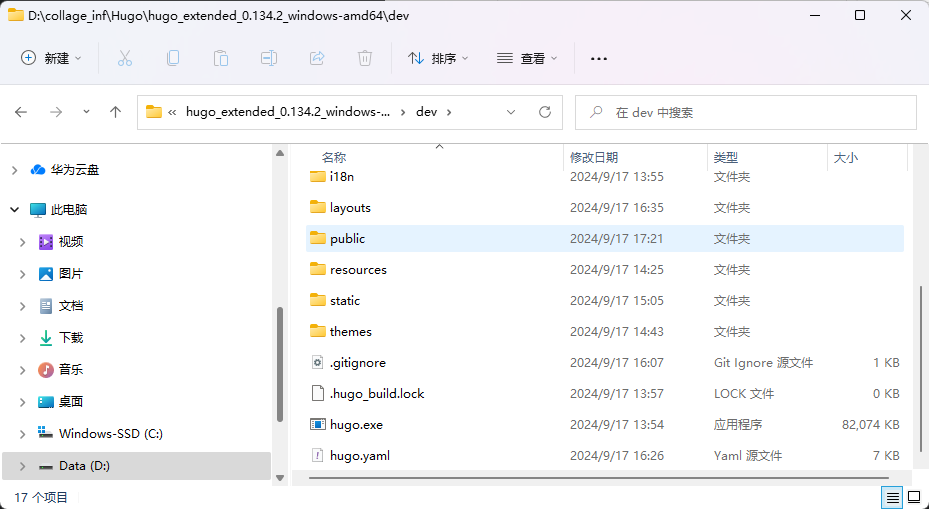 D:\collage_inf\Hugo\hugo_extended_0.134.2_windows-amd64\dev
新建 排序 查看 ...
« hugo_extended_0.134.2_windows-... › dev › 在 dev 中搜索
华为云盘
此电脑
视频
图片
文档
下载
音乐
桌面
Windows-SSD (C:)
Data (D:)
名称 修改日期 类型 大小
i18n 2024/9/17 13:55 文件夹
layouts 2024/9/17 16:35 文件夹
public 2024/9/17 17:21 文件夹
resources 2024/9/17 14:25 文件夹
static 2024/9/17 15:05 文件夹
themes 2024/9/17 14:43 文件夹
.gitignore 2024/9/17 16:07 Git Ignore 源文件 1 KB
.hugo_build.lock 2024/9/17 13:57 LOCK 文件 0 KB
hugo.exe 2024/9/17 13:54 应用程序 82,074 KB
hugo.yaml 2024/9/17 16:26 Yaml 源文件 7 KB
17 个项目